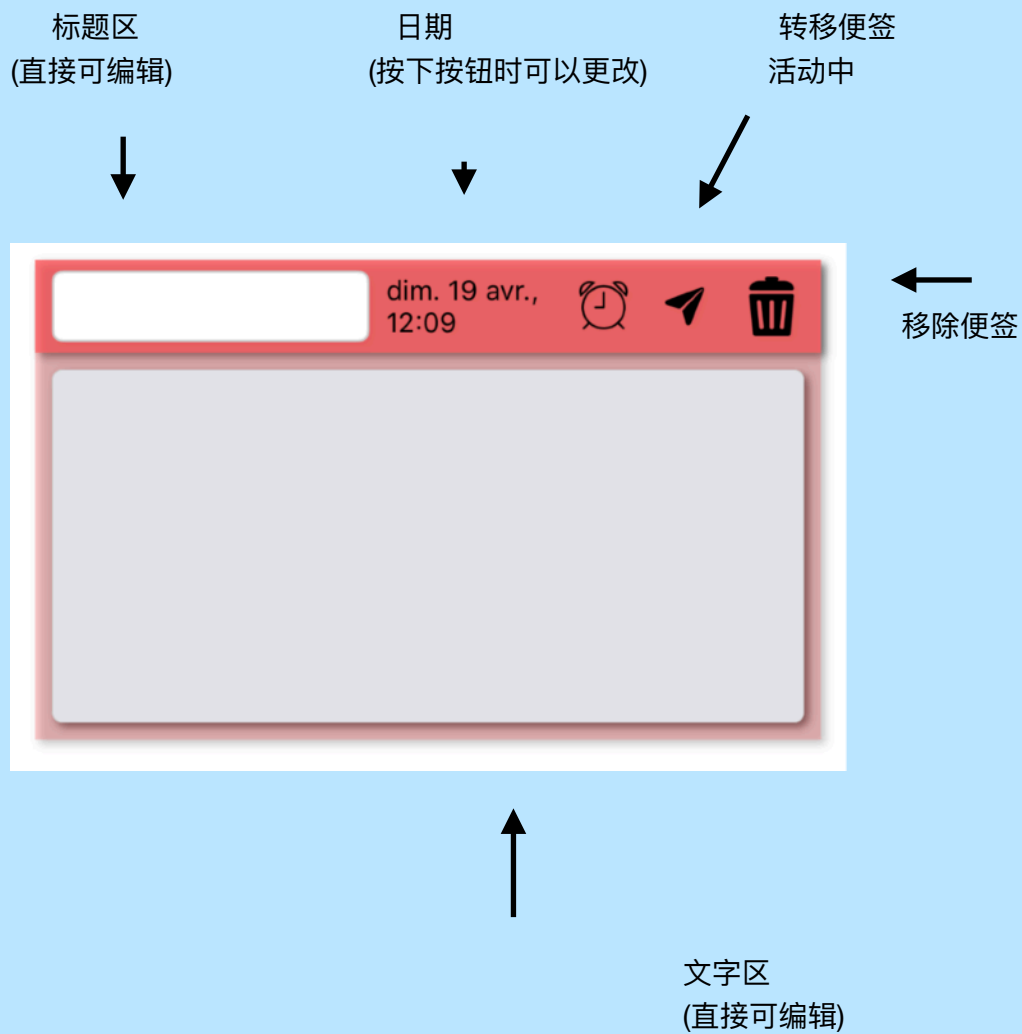 标题区
(直接可编辑)
日期
(按下按钮时可以更改)
转移便签
活动中
dim. 19 avr.,
12:09
移除便签
文字区
(直接可编辑)